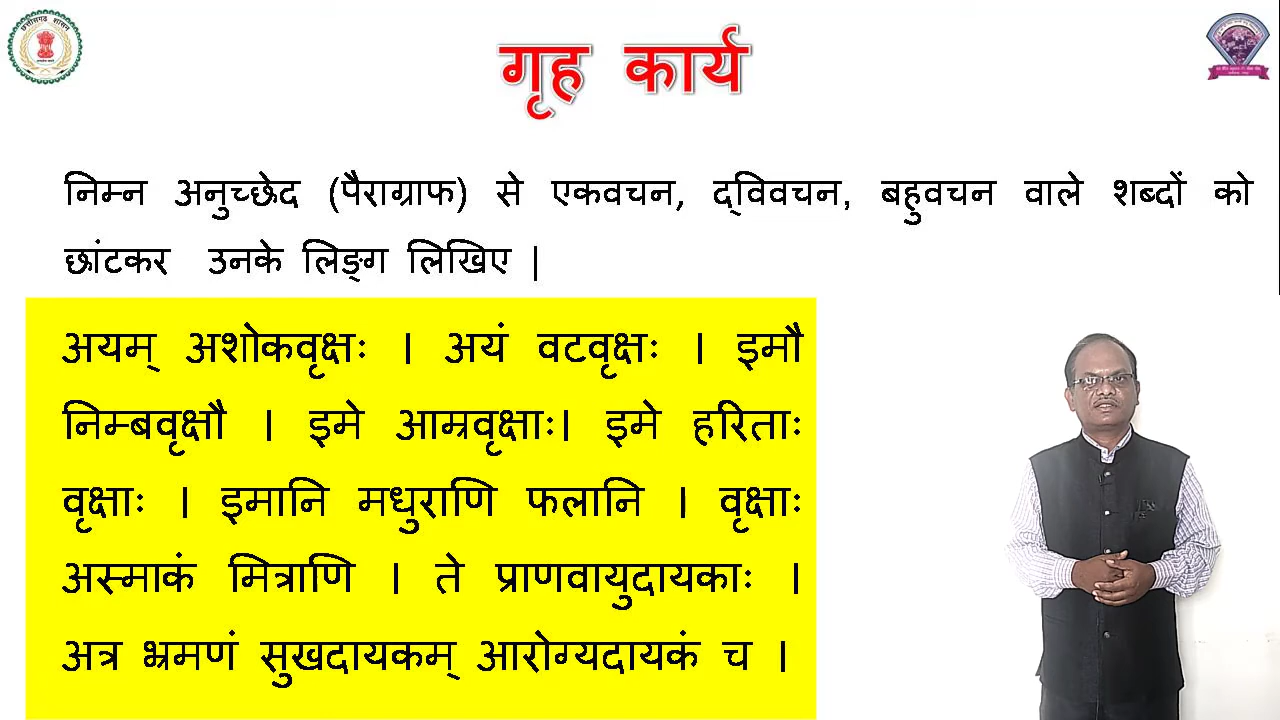 गृह कार्य
निम्न अनुच्छेद (पैराग्राफ) से एकवचन, द्विवचन, बहुवचन वाले शब्दों को
छांटकर उनके लिङ्ग लिखिए |
अयम् अशोकवृक्षः । अयं वटवृक्षः । इमौ
निम्बवृक्षौ । इमे आम्रवृक्षाः। इमे हरिताः
वृक्षाः । इमानि मधुराणि फलानि । वृक्षाः
अस्माकं मित्राणि । ते प्राणवायुदायकाः ।
अत्र भ्रमणं सुखदायकम् आरोग्यदायकं च ।